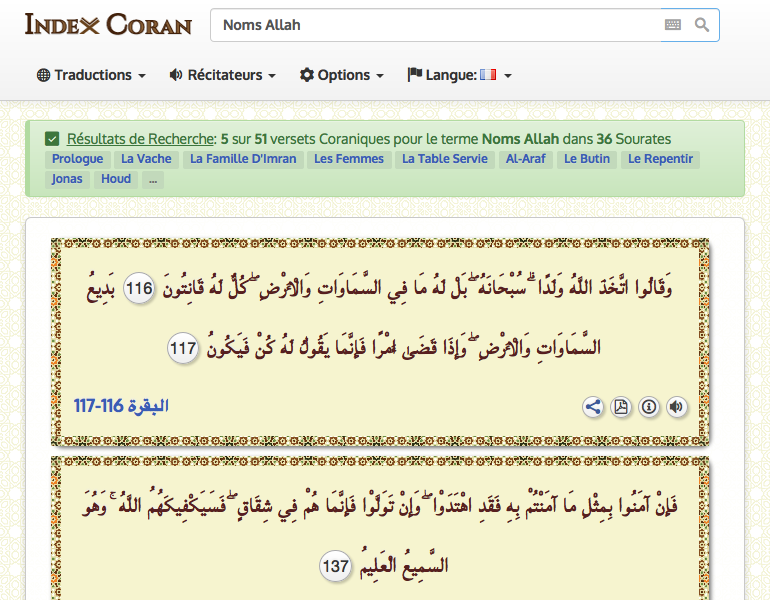 INDEX CORAN
Noms Allah
Traductions
Récitateurs
Options
Langue:
Résultats de Recherche: 5 sur 51 versets Coraniques pour le terme Noms Allah dans 36 Sourates
Prologue La Vache La Famille D'Imran Les Femmes La Table Servie Al-Araf Le Butin Le Repentir
Jonas Houd ...
وَقَالُوا اتَّخَذَ اللَّهُ وَلَدًا ۗ سُبْحَانَهُ ۖ بَلْ لَهُ مَا فِي السَّمَاوَاتِ وَالْأَرْضِ ۖ كُلٌّ لَهُ قَانِتُونَ 116 بَدِيعُ
السَّمَاوَاتِ وَالْأَرْضِ ۖ وَإِذَا قَضَىٰ أَمْرًا فَإِنَّمَا يَقُولُ لَهُ كُنْ فَيَكُونُ 117
البقرة 116-117
فَإِنْ آمَنُوا بِمِثْلِ مَا آمَنْتُمْ بِهِ فَقَدِ اهْتَدَوْا ۖ وَإِنْ تَوَلَّوْا فَإِنَّمَا هُمْ فِي شِقَاقٍ ۖ فَسَيَكْفِيكَهُمُ اللَّهُ ۚ وَهُوَ
السَّمِيعُ الْعَلِيمُ 137